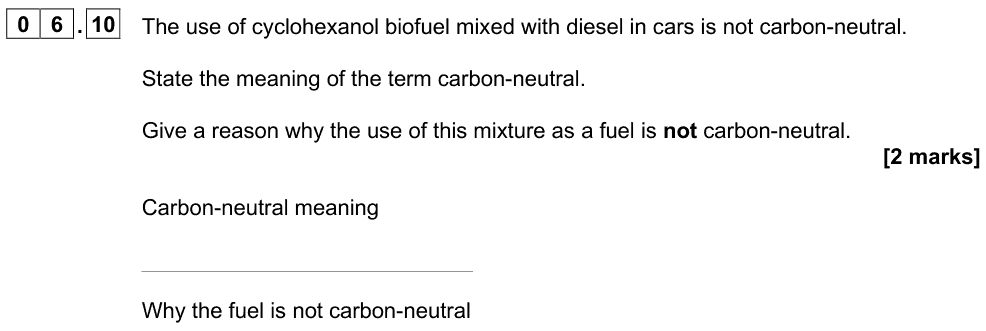 06.10 The use of cyclohexanol biofuel mixed with diesel in cars is not carbon-neutral.
State the meaning of the term carbon-neutral.
Give a reason why the use of this mixture as a fuel is not carbon-neutral.
[2 marks]
Carbon-neutral meaning
Why the fuel is not carbon-neutral